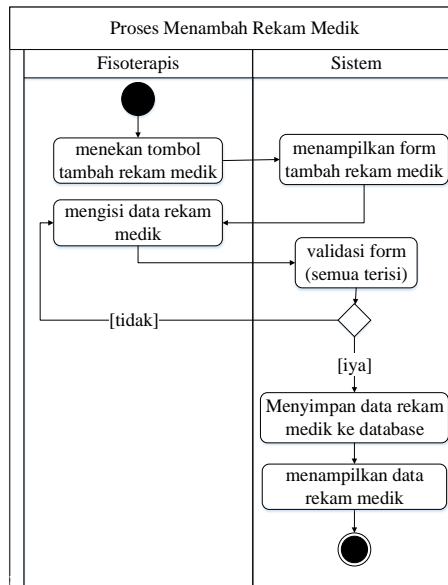 Proses Menambah Rekam Medik
Fisoterapis
Sistem
menekan tombol
tambah rekam medik
menampilkan form
tambah rekam medik
mengisi data rekam
medik
validasi form
(semua terisi)
[tidak]
[iya]
Menyimpan data rekam
medik ke database
menampilkan data
rekam medik